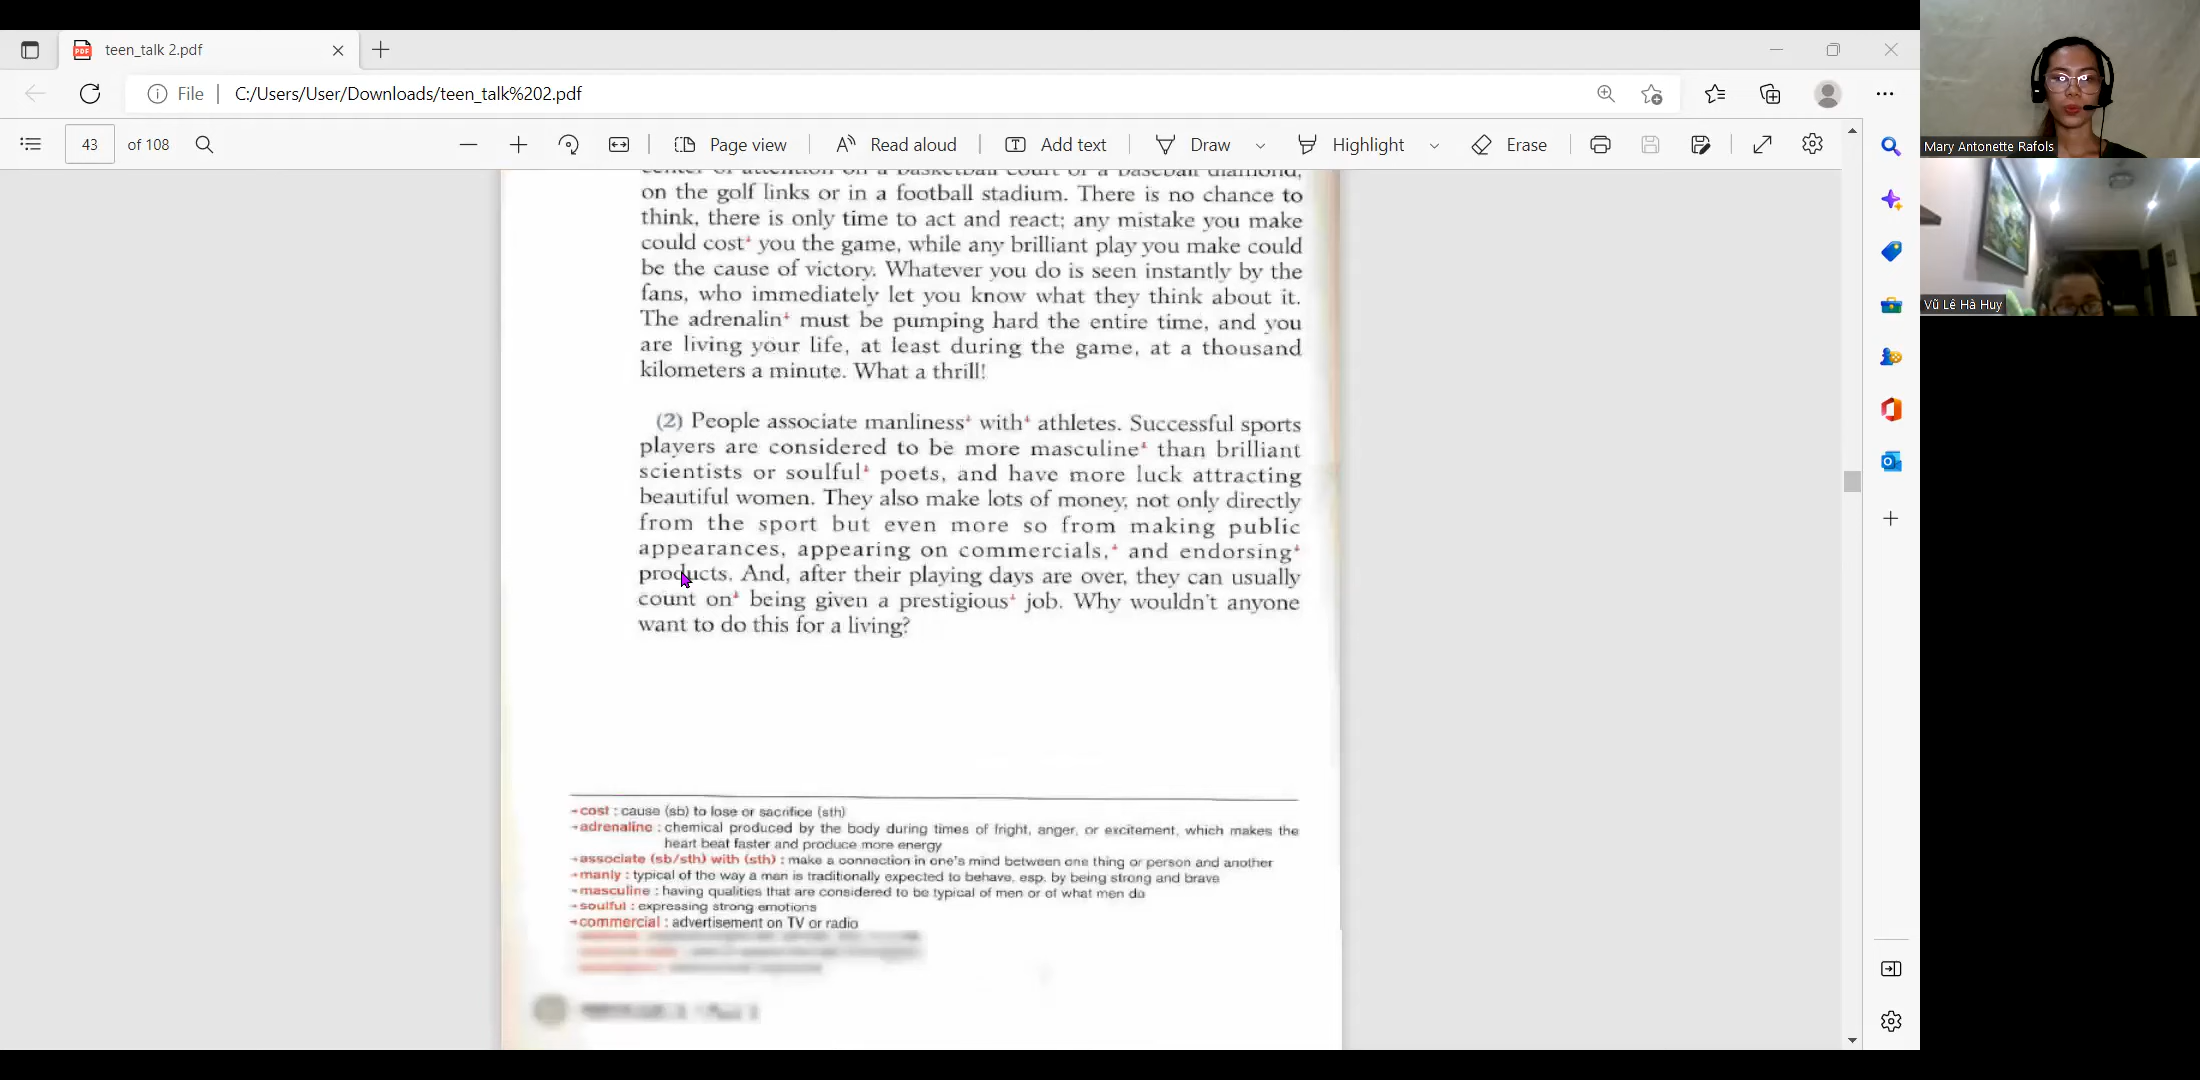 teen_talk 2.pdf
File
C:/Users/User/Downloads/teen_talk%202.pdf
43 of 108
Page view
Read aloud
Add text
Draw
Highlight
Erase
center of attention on a basketball court or a baseball diamond,
on the golf links or in a football stadium. There is no chance to
think, there is only time to act and react; any mistake you make
could cost you the game, while any brilliant play you make could
be the cause of victory. Whatever you do is seen instantly by the
fans, who immediately let you know what they think about it.
The adrenalin must be pumping hard the entire time, and you
are living your life, at least during the game, at a thousand
kilometers a minute. What a thrill!
(2) People associate manliness with athletes. Successful sports
players are considered to be more masculine than brilliant
scientists or soulful poets, and have more luck attracting
beautiful women. They also make lots of money, not only directly
from the sport but even more so from making public
appearances, appearing on commercials, and endorsing
products. And, after their playing days are over, they can usually
count on being given a prestigious job. Why wouldn't anyone
want to do this for a living?
cost : cause (sb) to lose or sacrifice (sth)
adrenaline : chemical produced by the body during times of fright, anger, or excitement, which makes the
heart beat faster and produce more energy
associate (sb/sth) with (sth) : make a connection in one's mind between one thing or person and another
manly : typical of the way a man is traditionally expected to behave, esp. by being strong and brave
masculine : having qualities that are considered to be typical of men or of what men do
soulful : expressing strong emotions
commercial : advertisement on TV or radio
Mary Antonette Rafols
Vũ Lê Hà Huy